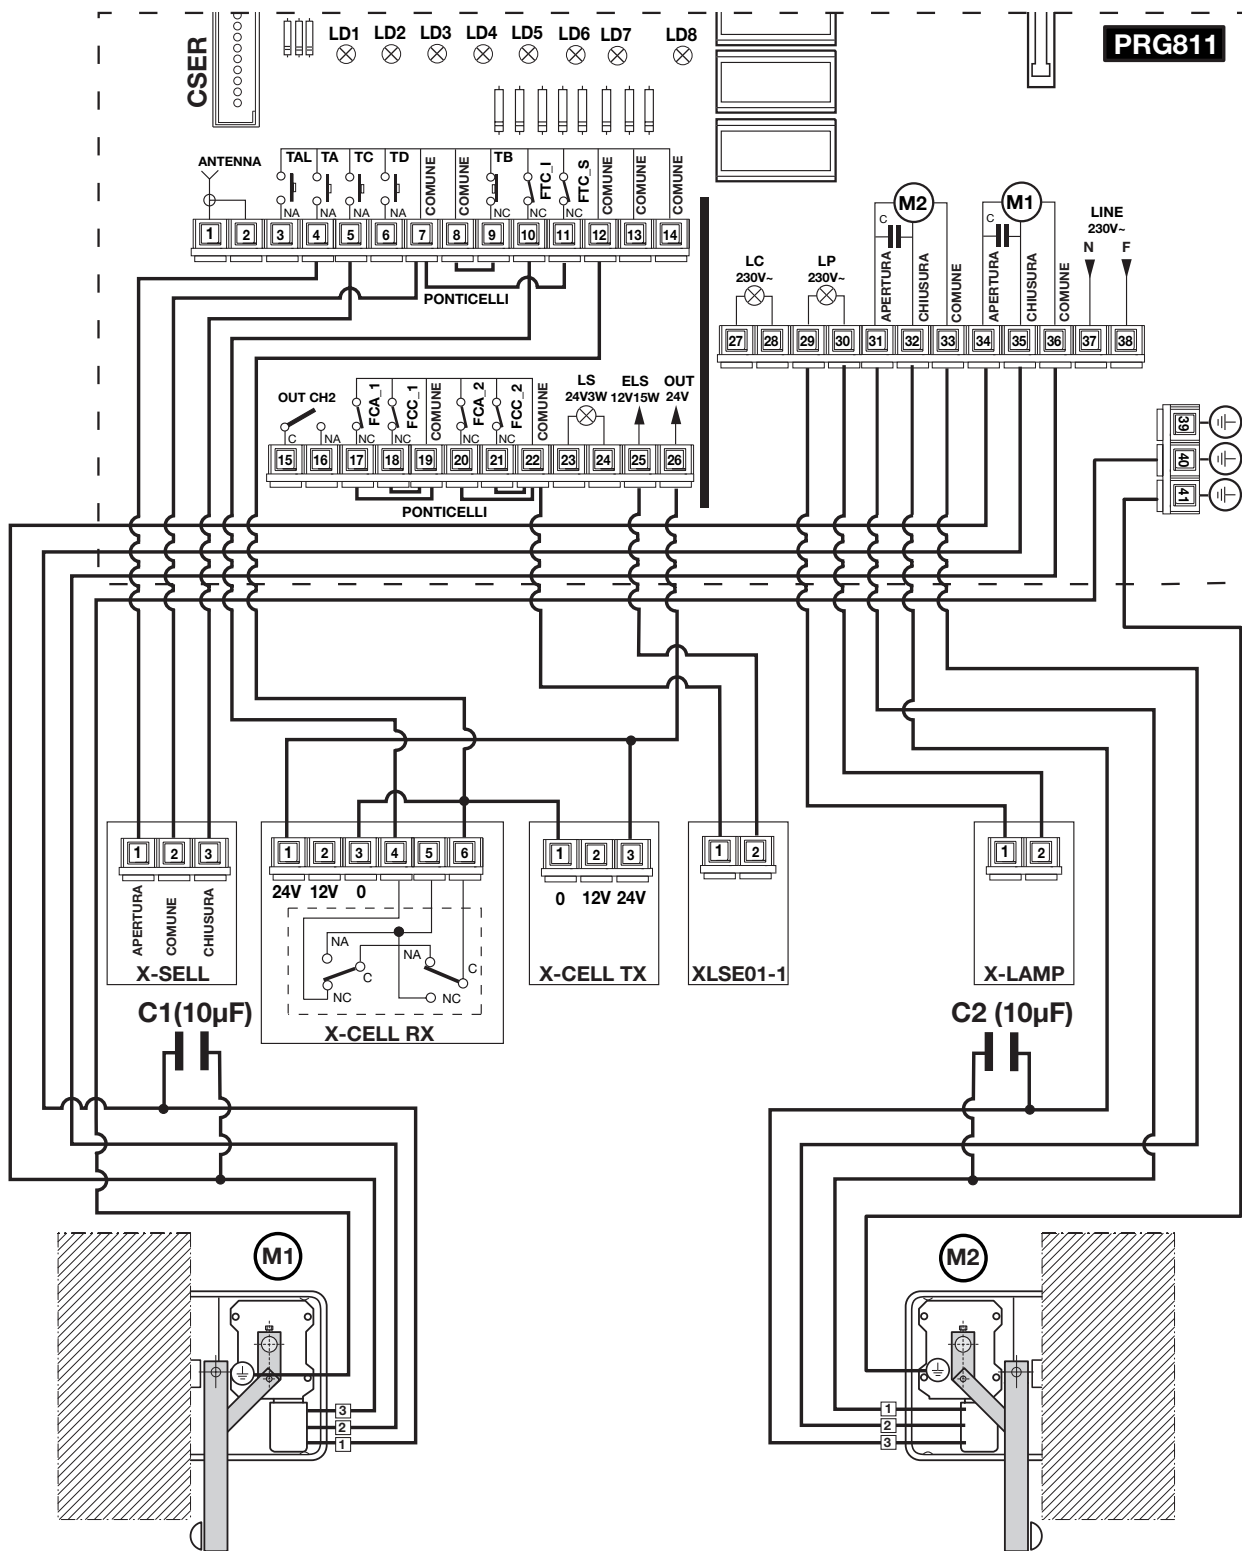 LD1 LD2 LD3 LD4 LD5 LD6 LD7 LD8
PRG811
CSER
ANTENNA TAL TA TC TD COMUNE COMUNE TB FTC_I FTC_S COMUNE COMUNE COMUNE
NA NA NA NA NC NC NC
1 2 3 4 5 6 7 8 9 10 11 12 13 14
PONTICELLI
M2 M1 LINE
230V~
C C N F
LC
230V~
LP
230V~
APERTURA CHIUSURA COMUNE APERTURA CHIUSURA COMUNE
27 28 29 30 31 32 33 34 35 36 37 38
OUT CH2 FCA_1 FCC_1 COMUNE FCA_2 FCC_2 COMUNE
LS
24V3W
ELS
12V15W
OUT
24V
C NA NC NC NC NC
15 16 17 18 19 20 21 22 23 24 25 26
PONTICELLI
39
40
41
1 2 3
APERTURA COMUNE CHIUSURA
X-SELL
1 2 3 4 5 6
24V 12V 0
NA NA
C C
NC NC
X-CELL RX
1 2 3
0 12V 24V
X-CELL TX
1 2
XLSE01-1
1 2
X-LAMP
C1(10µF)
C2 (10µF)
M1
M2
3
2
1
1
2
3